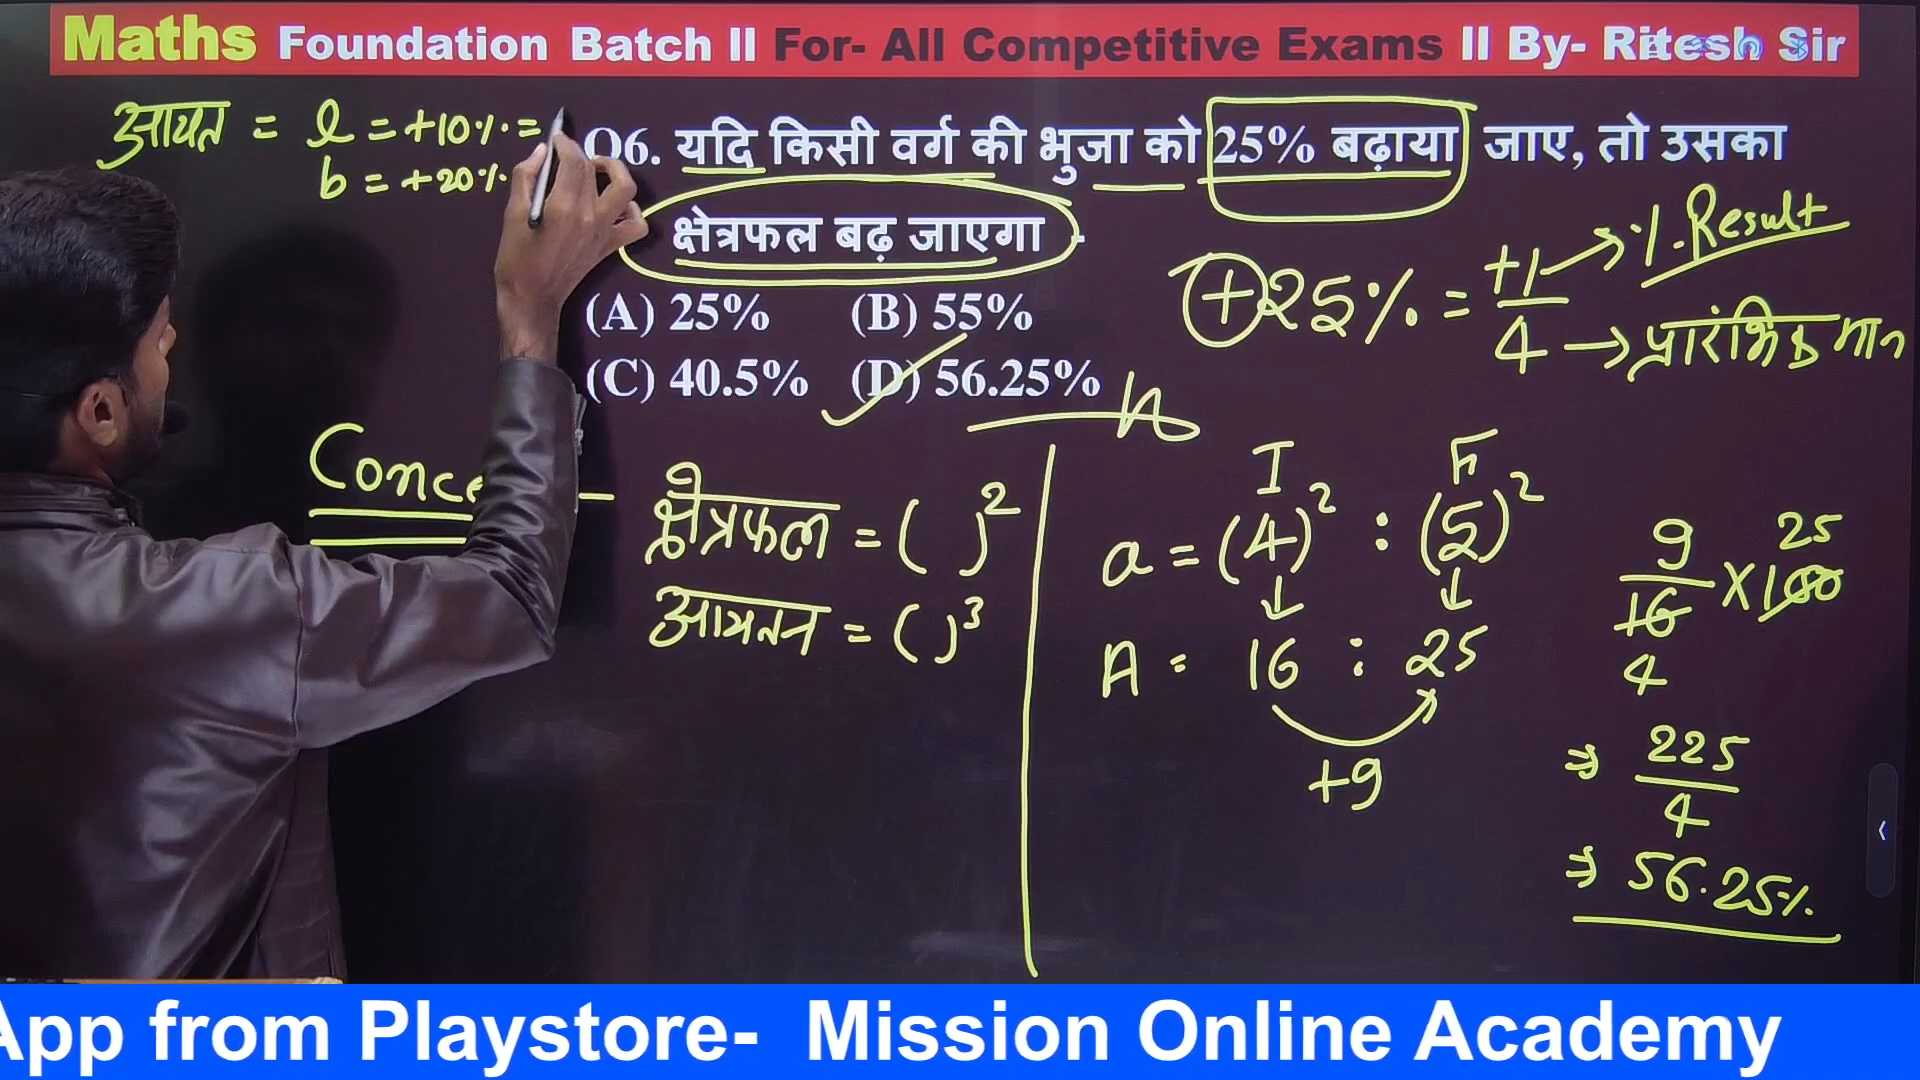 Maths Foundation Batch II For- All Competitive Exams II By- Ritesh Sir
आयत = l = +10% =
b = +20%
Q6. यदि किसी वर्ग की भुजा को 25% बढ़ाया जाए, तो उसका
क्षेत्रफल बढ़ जाएगा -
(A) 25% (B) 55%
(C) 40.5% (D) 56.25%
+25% = +1/4
→ %. Result
→ प्रारंभिक मान
क्षेत्रफल = ( )²
आयतन = ( )³
I F
a = (4)² : (5)²
A = 16 : 25
+9
9/16 × 100
4 25
⇒ 225/4
⇒ 56.25%
App from Playstore- Mission Online Academy